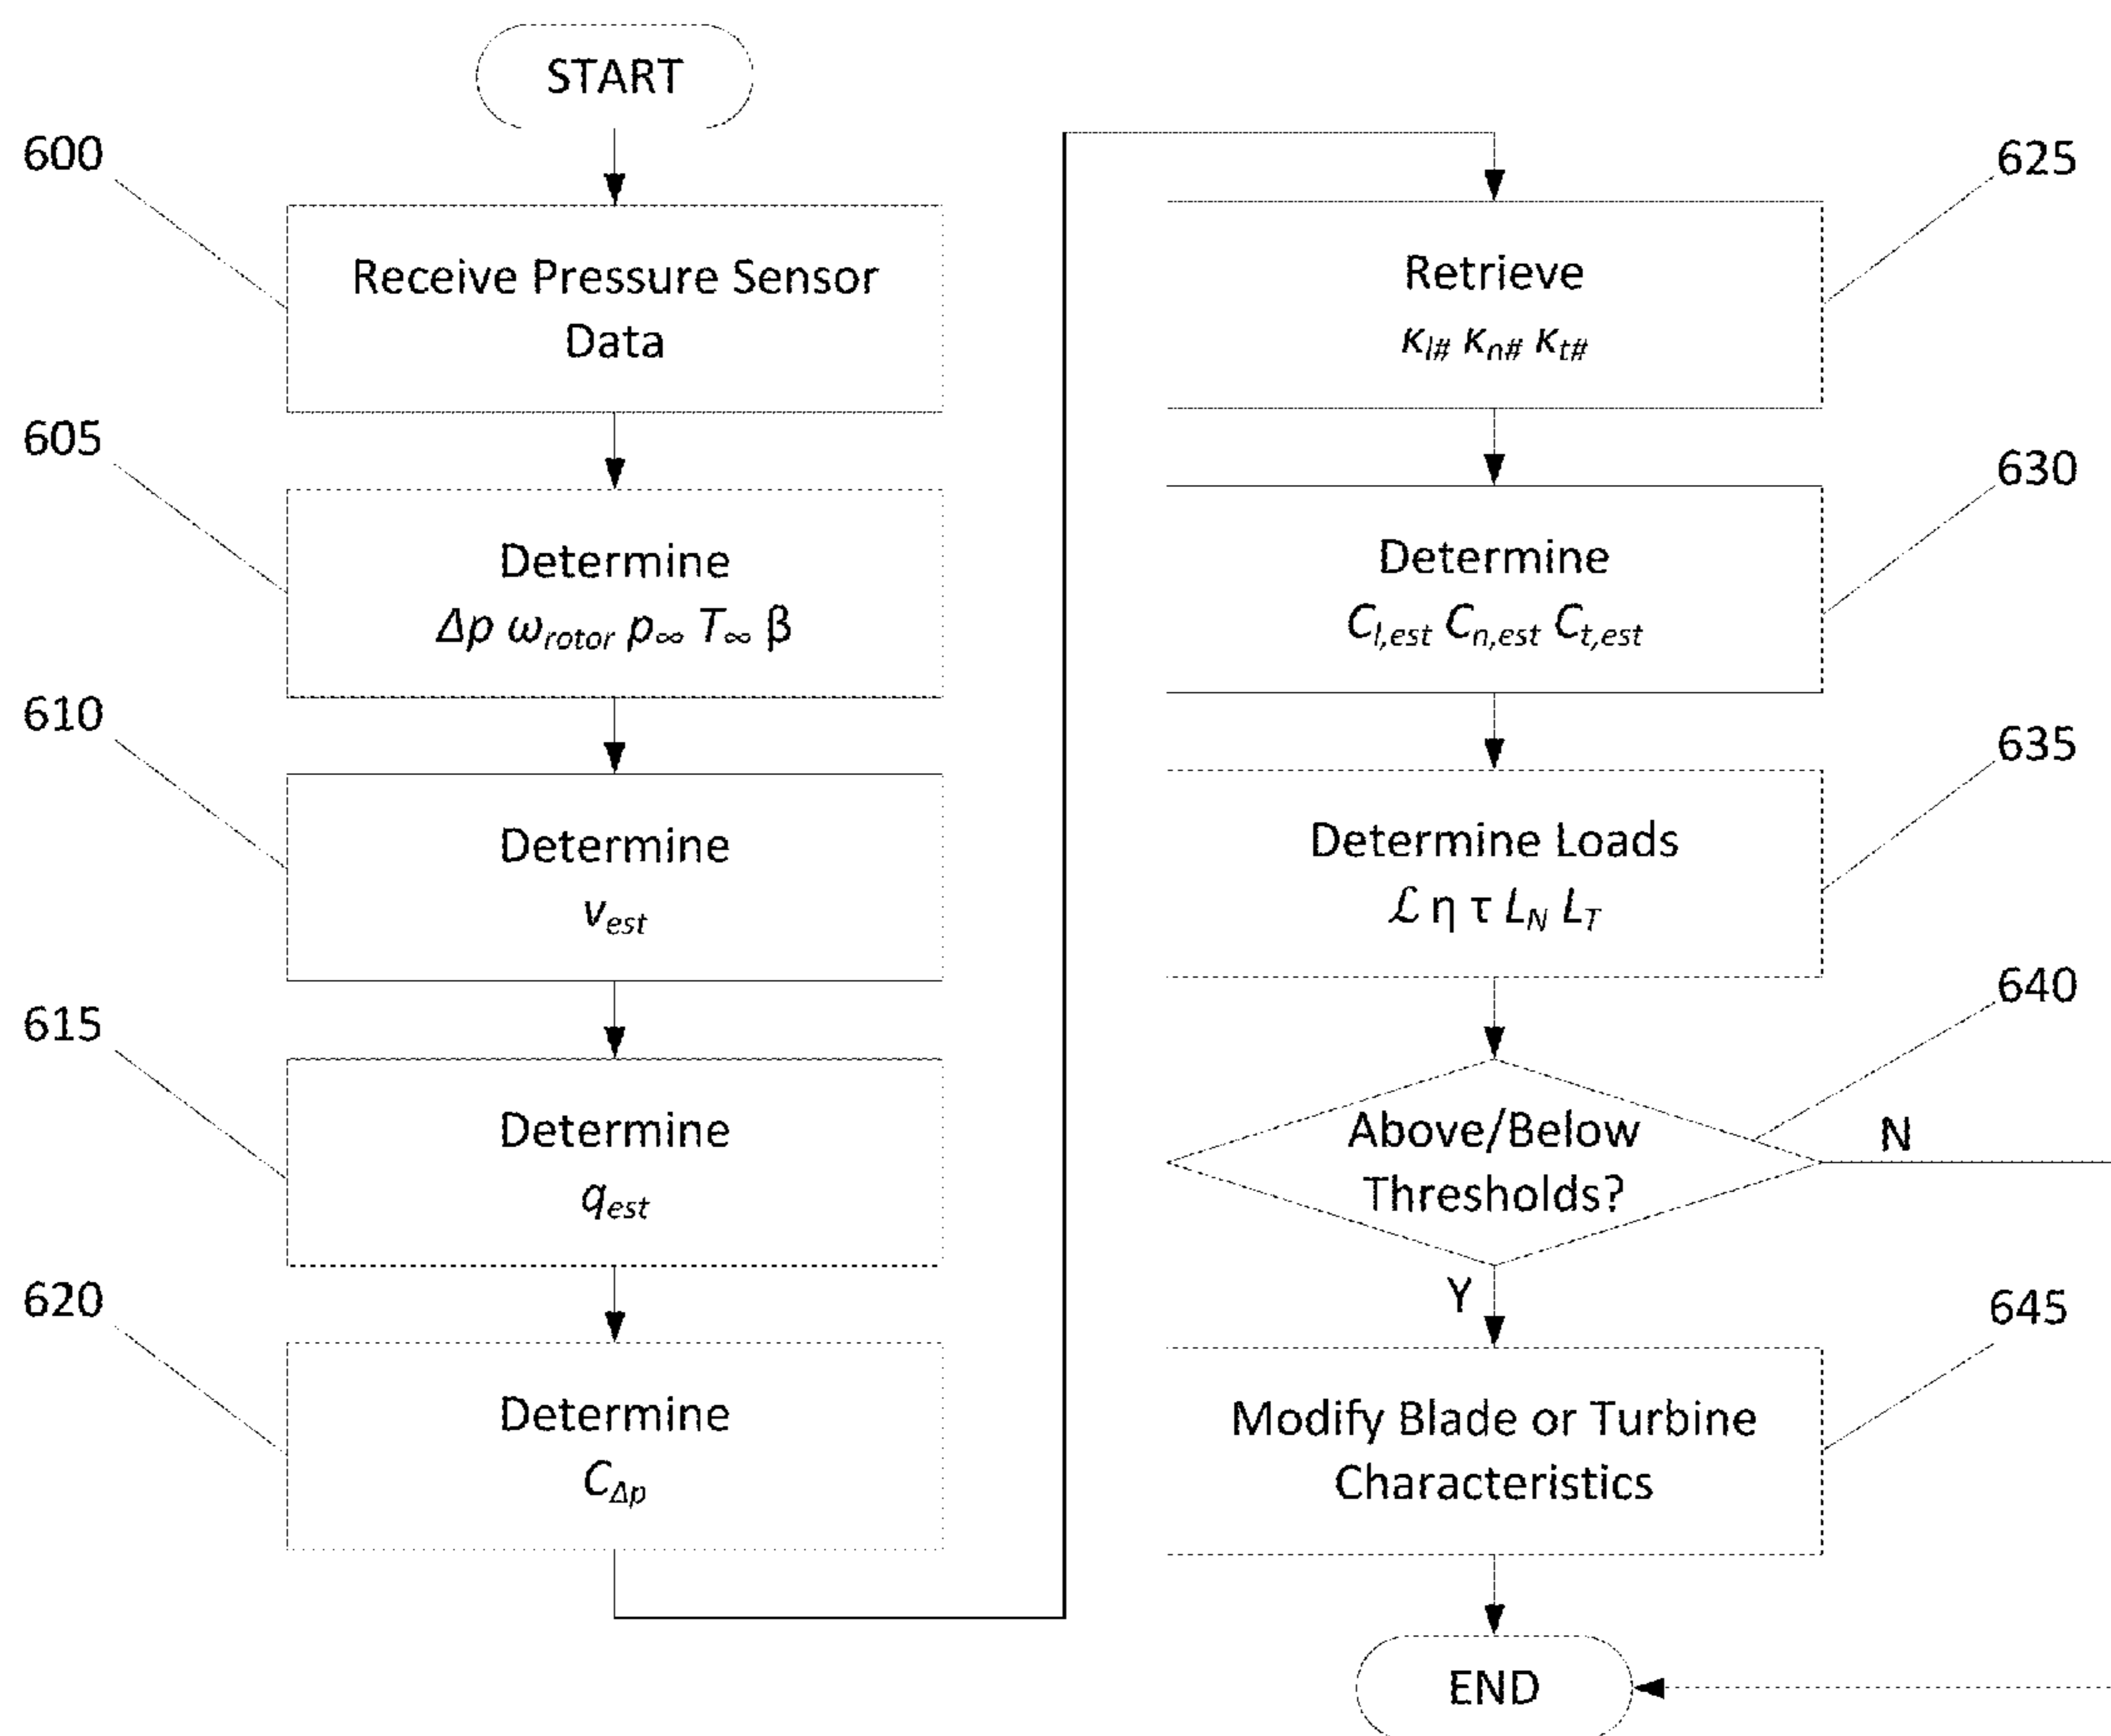 START
600
Receive Pressure Sensor
Data
605
Determine
Δp ω_rotor p_∞ T_∞ β
610
Determine
v_est
615
Determine
q_est
620
Determine
C_Δp
625
Retrieve
κ_l# κ_n# κ_t#
630
Determine
C_l,est C_n,est C_t,est
635
Determine Loads
ℒ η τ L_N L_T
640
Above/Below
Thresholds?
N
Y
645
Modify Blade or Turbine
Characteristics
END